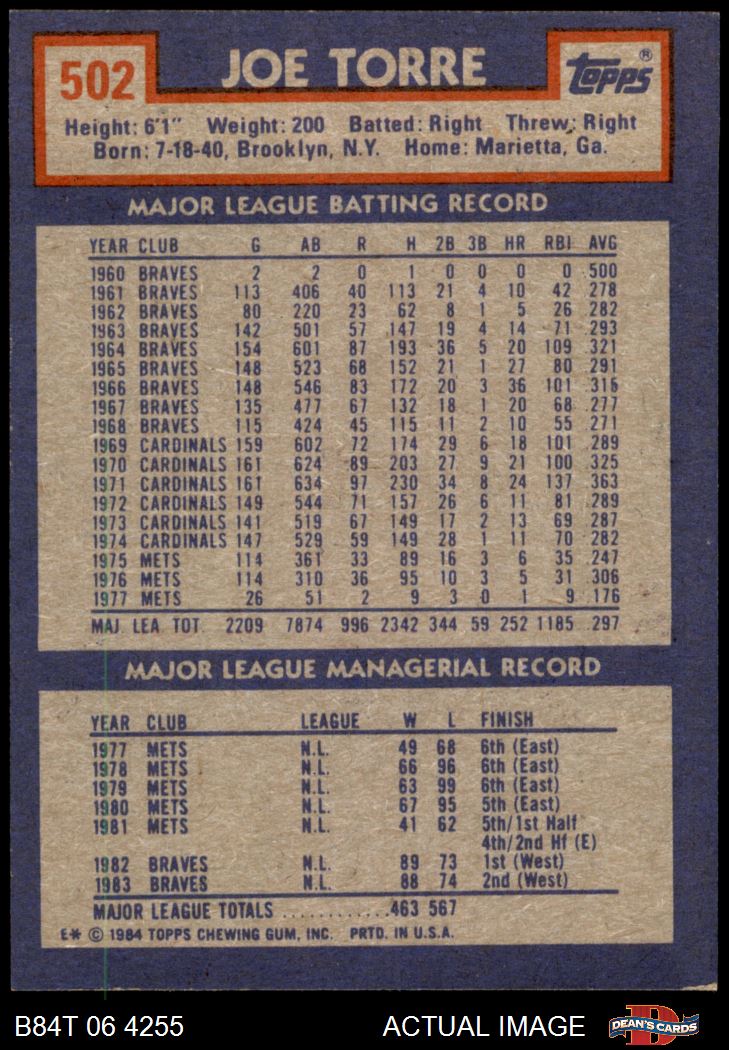 502 JOE TORRE Topps®
Height: 6'1" Weight: 200 Batted: Right Threw: Right
Born: 7-18-40, Brooklyn, N.Y. Home: Marietta, Ga.
MAJOR LEAGUE BATTING RECORD
YEAR CLUB G AB R H 2B 3B HR RBI AVG
1960 BRAVES 2 2 0 1 0 0 0 0 .500
1961 BRAVES 113 406 40 113 21 4 10 42 .278
1962 BRAVES 80 220 23 62 8 1 5 26 .282
1963 BRAVES 142 501 57 147 19 4 14 71 .293
1964 BRAVES 154 601 87 193 36 5 20 109 .321
1965 BRAVES 148 523 68 152 21 1 27 80 .291
1966 BRAVES 148 546 83 172 20 3 36 101 .315
1967 BRAVES 135 477 67 132 18 1 20 68 .277
1968 BRAVES 115 424 45 115 11 2 10 55 .271
1969 CARDINALS 159 602 72 174 29 6 18 101 .289
1970 CARDINALS 161 624 89 203 27 9 21 100 .325
1971 CARDINALS 161 634 97 230 34 8 24 137 .363
1972 CARDINALS 149 544 71 157 26 6 11 81 .289
1973 CARDINALS 141 519 67 149 17 2 13 69 .287
1974 CARDINALS 147 529 59 149 28 1 11 70 .282
1975 METS 114 361 33 89 16 3 6 35 .247
1976 METS 114 310 36 95 10 3 5 31 .306
1977 METS 26 51 2 9 3 0 1 9 .176
MAJ. LEA. TOT. 2209 7874 996 2342 344 59 252 1185 .297
MAJOR LEAGUE MANAGERIAL RECORD
YEAR CLUB LEAGUE W L FINISH
1977 METS N.L. 49 68 6th (East)
1978 METS N.L. 66 96 6th (East)
1979 METS N.L. 63 99 6th (East)
1980 METS N.L. 67 95 5th (East)
1981 METS N.L. 41 62 5th/1st Half
4th/2nd Hf (E)
1982 BRAVES N.L. 89 73 1st (West)
1983 BRAVES N.L. 88 74 2nd (West)
MAJOR LEAGUE TOTALS ............463 567
E* © 1984 TOPPS CHEWING GUM, INC. PRTD. IN U.S.A.
B84T 06 4255 ACTUAL IMAGE D DEAN'S CARDS